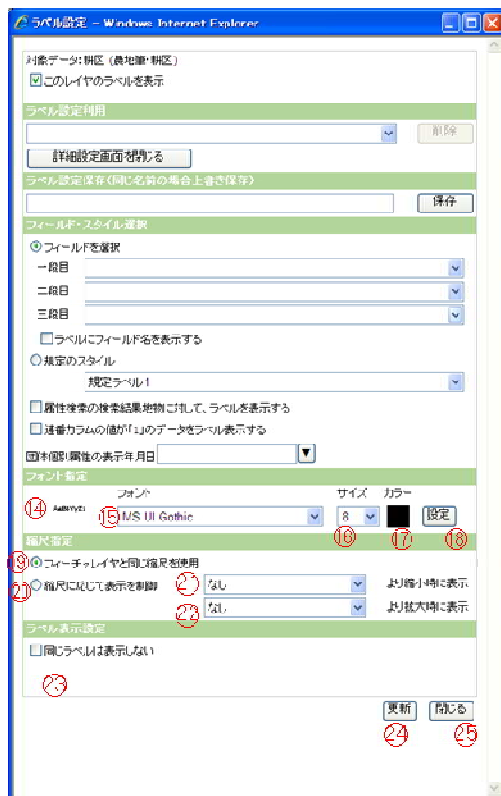 ラベル設定 - Windows Internet Explorer
対象データ:耕区 (農地筆・耕区)
このレイヤのラベルを表示
ラベル設定利用
削除
詳細設定画面を閉じる
ラベル設定保存(同じ名前の場合上書き保存)
保存
フィールド・スタイル選択
フィールドを選択
一段目
二段目
三段目
ラベルにフィールド名を表示する
規定のスタイル
規定ラベル1
属性検索の検索結果地物に対して、ラベルを表示する
連番カラムの値が「1」のデータをラベル表示する
属性の表示年月日
フォント指定
フォント サイズ カラー
⑭ ⑮ MS UI Gothic 8 設定
⑯ ⑰ ⑱
縮尺指定
⑲ フィーチャレイヤと同じ縮尺を使用
縮尺に応じて表示を制御 なし より縮小時に表示
㉒ なし より拡大時に表示
ラベル表示設定
同じラベルは表示しない
㉓
更新 閉じる
㉔ ㉕